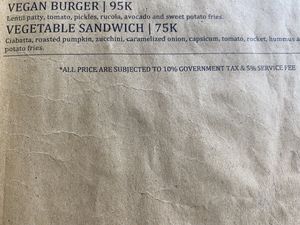 VEGAN BURGER | 95K
Lentil patty, tomato, pickles, rucola, avocado and sweet potato fries.
VEGETABLE SANDWICH | 75K
Ciabatta, roasted pumpkin, zucchini, caramelized onion, capsicum, tomato, rocket, hummus a
potato fries.
*ALL PRICE ARE SUBJECTED TO 10% GOVERNMENT TAX & 5% SERVICE FEE